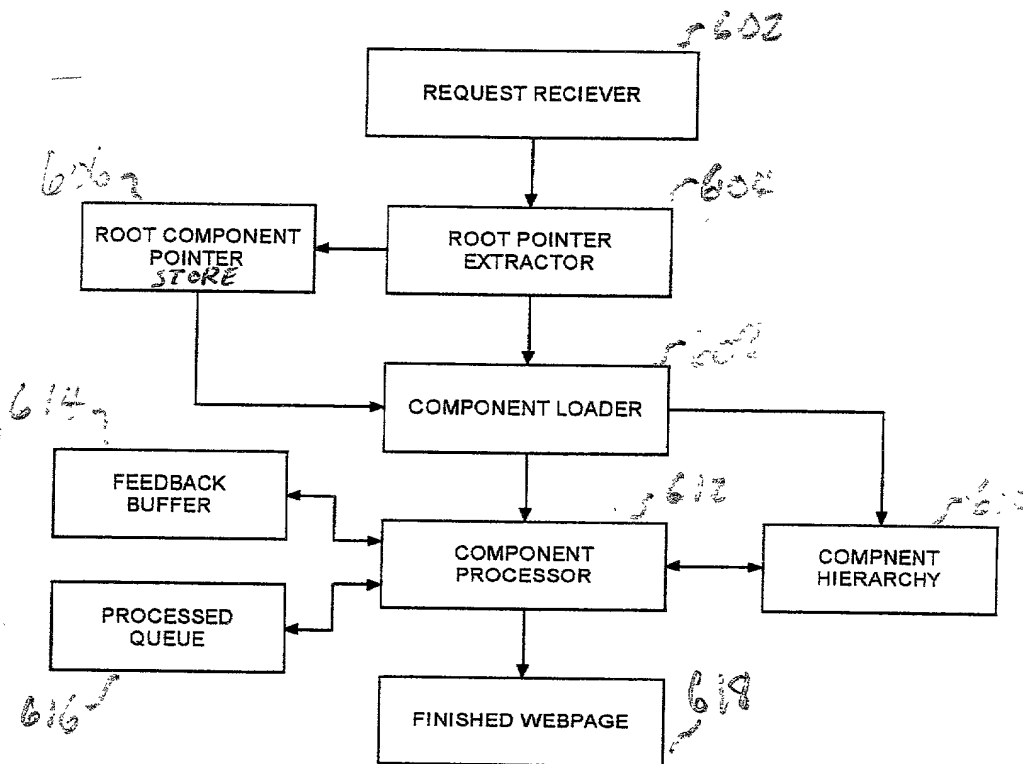 602
REQUEST RECIEVER
604
ROOT COMPONENT
POINTER
STORE
ROOT POINTER
EXTRACTOR
COMPONENT LOADER
614
FEEDBACK
BUFFER
612
COMPONENT
PROCESSOR
COMPNENT
HIERARCHY
PROCESSED
QUEUE
616
618
FINISHED WEBPAGE